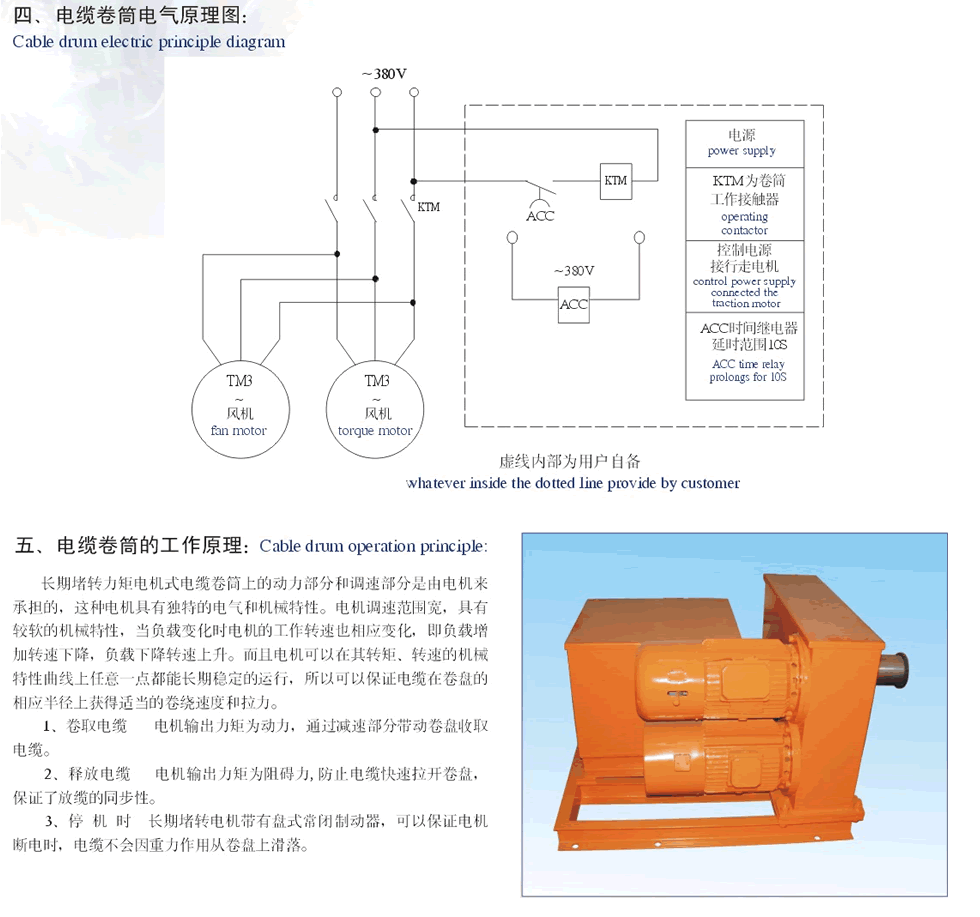 四、电缆卷筒电气原理图：
Cable drum electric principle diagram
～380V
KTM
KTM
ACC
～380V
ACC
电源
power supply
KTM为卷筒
工作接触器
operating
contactor
控制电源
接行走电机
control power supply
connected the
traction motor
ACC时间继电器
延时范围10S
ACC time relay
prolongs for 10S
TM3
～
风机
fan motor
TM3
～
风机
torque motor
虚线内部为用户自备
whatever inside the dotted line provide by customer
五、电缆卷筒的工作原理：Cable drum operation principle:
长期堵转力矩电机式电缆卷筒上的动力部分和调速部分是由电机来
承担的，这种电机具有独特的电气和机械特性。电机调速范围宽，具有
较软的机械特性，当负载变化时电机的工作转速也相应变化，即负载增
加转速下降，负载下降转速上升。而且电机可以在其转矩、转速的机械
特性曲线上任意一点都能长期稳定的运行，所以可以保证电缆在卷盘的
相应半径上获得适当的卷绕速度和拉力。
1、卷取电缆 电机输出力矩为动力，通过减速部分带动卷盘收取
电缆。
2、释放电缆 电机输出力矩为阻碍力,防止电缆快速拉开卷盘，
保证了放缆的同步性。
3、停 机 时 长期堵转电机带有盘式常闭制动器，可以保证电机
断电时，电缆不会因重力作用从卷盘上滑落。